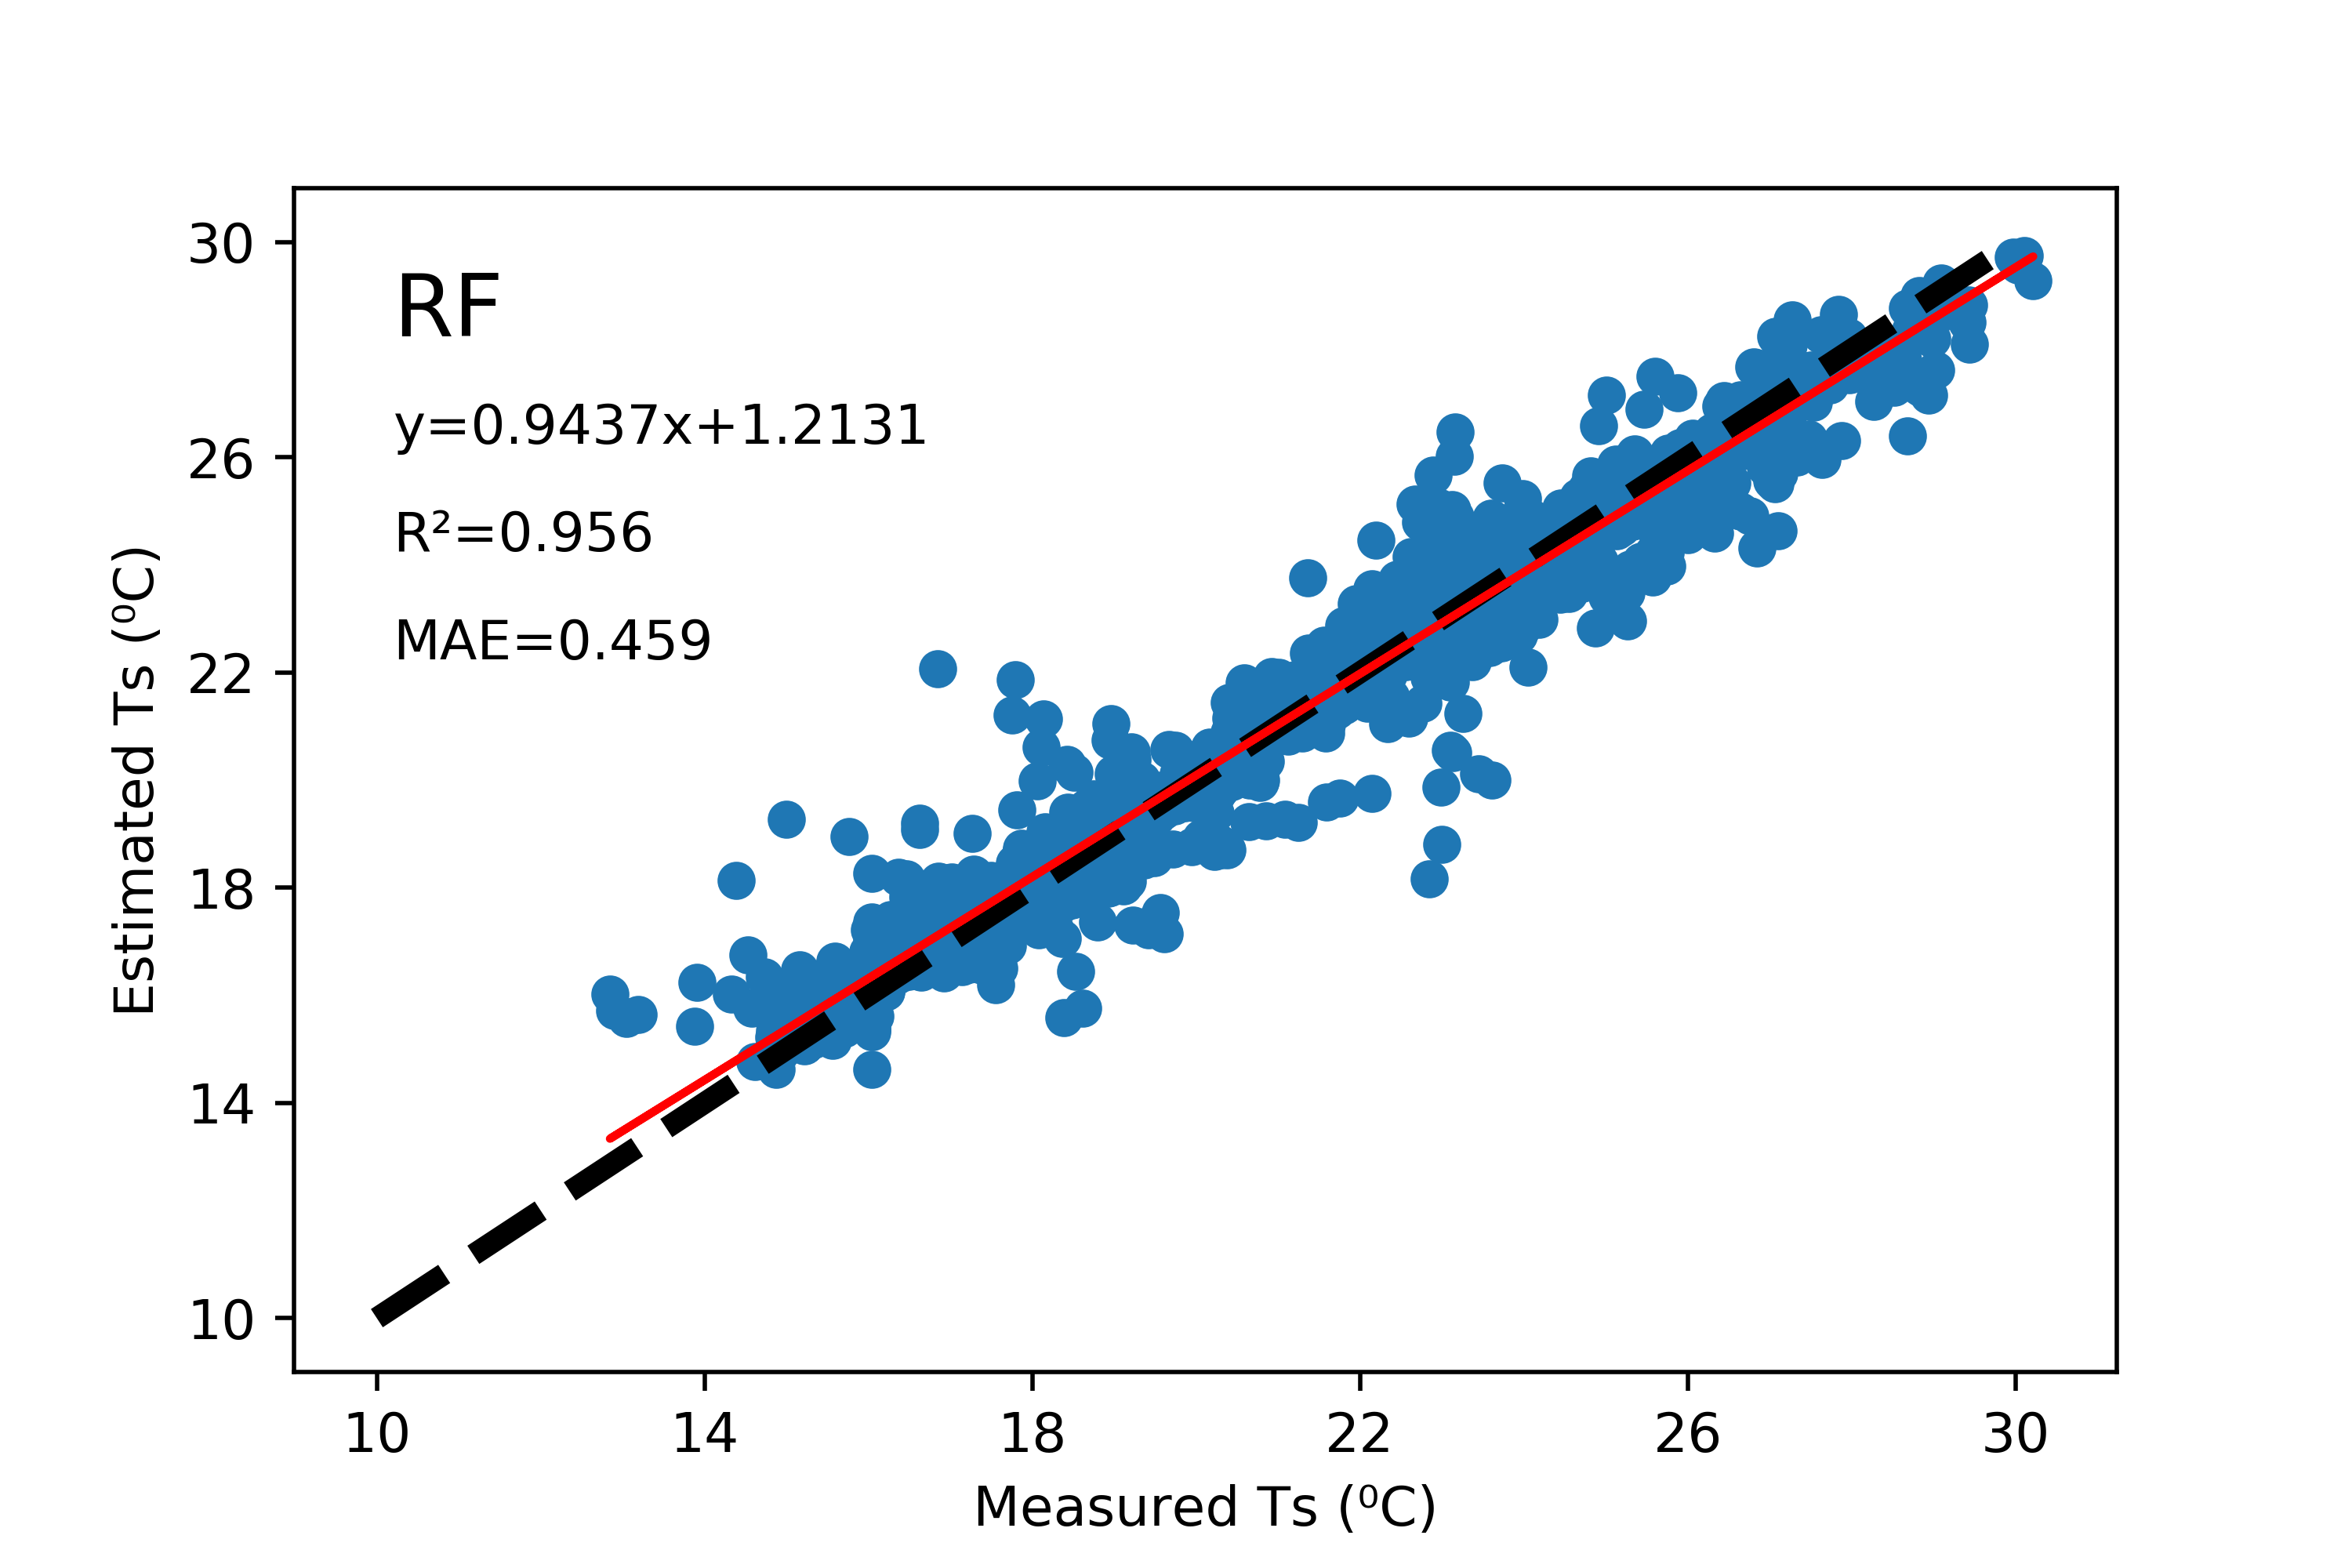 RF
y=0.9437x+1.2131
R²=0.956
MAE=0.459
Estimated Ts (⁰C)
30
26
22
18
14
10
10 14 18 22 26 30
Measured Ts (⁰C)